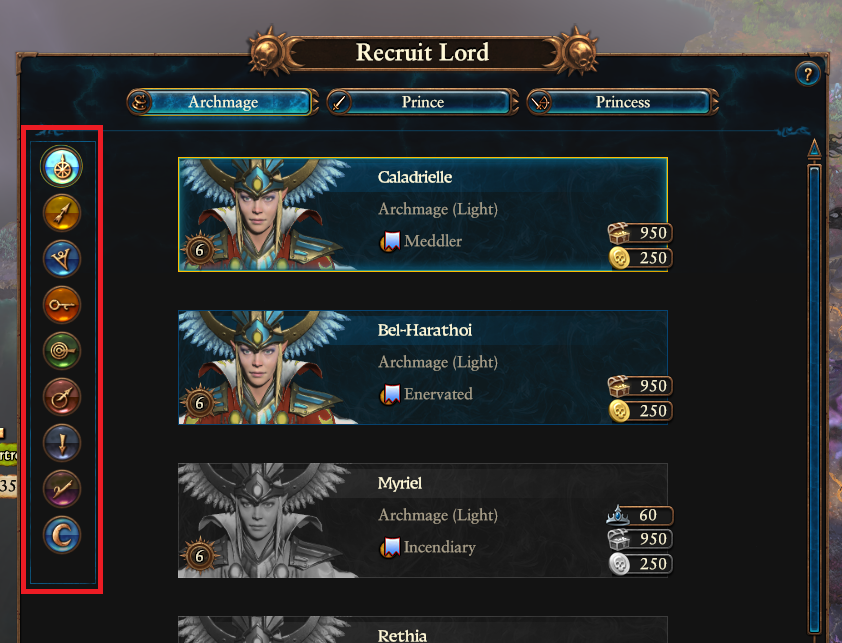 Recruit Lord
?
Archmage
Prince
Princess
Caladrielle
Archmage (Light)
Meddler
6
950
250
Bel-Harathoi
Archmage (Light)
Enervated
6
950
250
Myriel
Archmage (Light)
60
Incendiary
6
950
250
Rethia
35